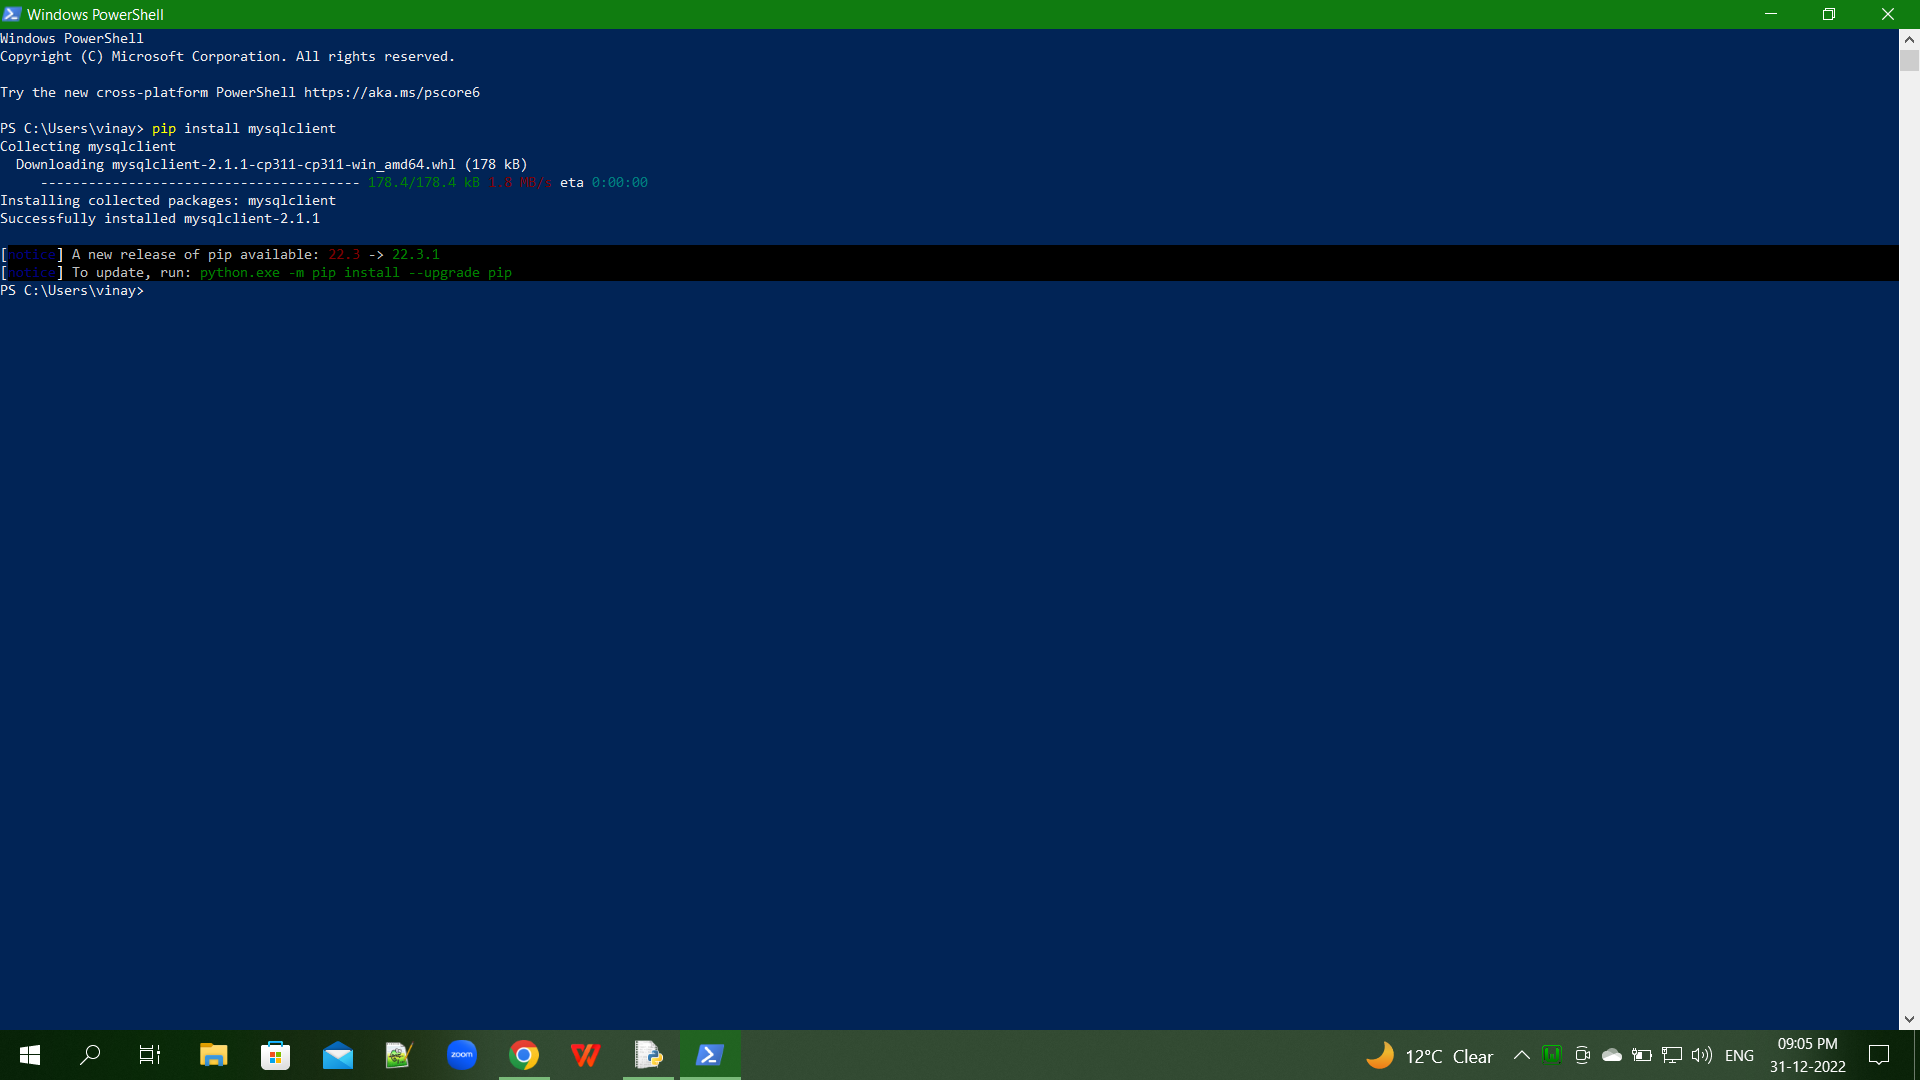 Windows PowerShell
Windows PowerShell
Copyright (C) Microsoft Corporation. All rights reserved.
Try the new cross-platform PowerShell https://aka.ms/pscore6
PS C:\Users\vinay> pip install mysqlclient
Collecting mysqlclient
  Downloading mysqlclient-2.1.1-cp311-cp311-win_amd64.whl (178 kB)
     ---------------------------------------- 178.4/178.4 kB 1.8 MB/s eta 0:00:00
Installing collected packages: mysqlclient
Successfully installed mysqlclient-2.1.1
[notice] A new release of pip available: 22.3 -> 22.3.1
[notice] To update, run: python.exe -m pip install --upgrade pip
PS C:\Users\vinay>
zoom
12°C Clear
ENG
09:05 PM
31-12-2022